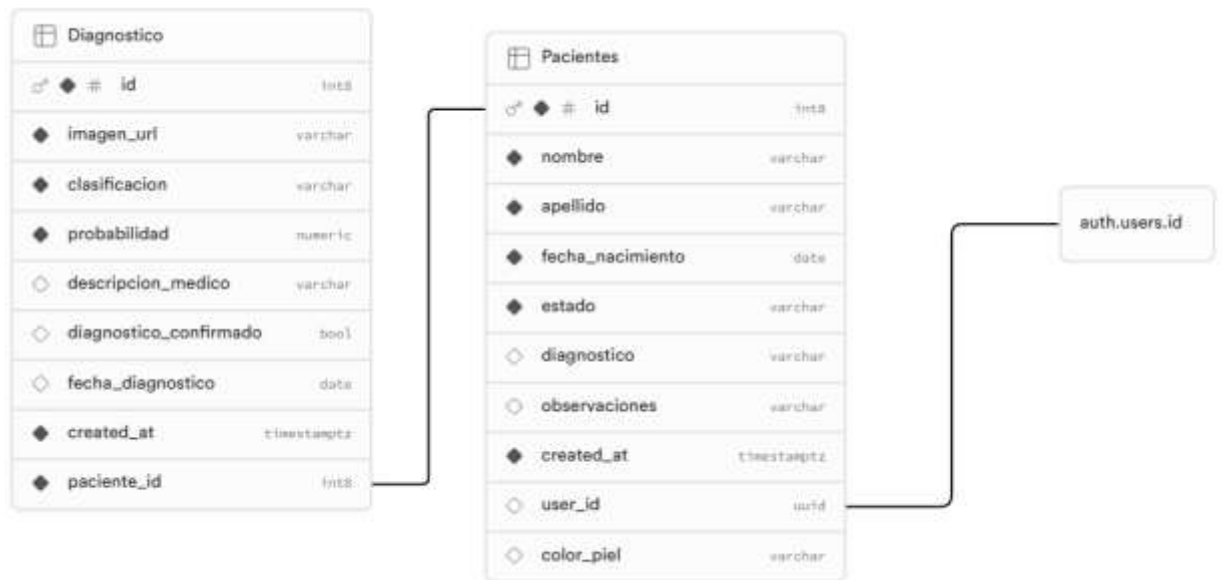 Diagnostico
# id int8
imagen_url varchar
clasificacion varchar
probabilidad numeric
descripcion_medico varchar
diagnostico_confirmado bool
fecha_diagnostico date
created_at timestamptz
paciente_id int8
Pacientes
# id int8
nombre varchar
apellido varchar
fecha_nacimiento date
estado varchar
diagnostico varchar
observaciones varchar
created_at timestamptz
user_id uuid
color_piel varchar
auth.users.id